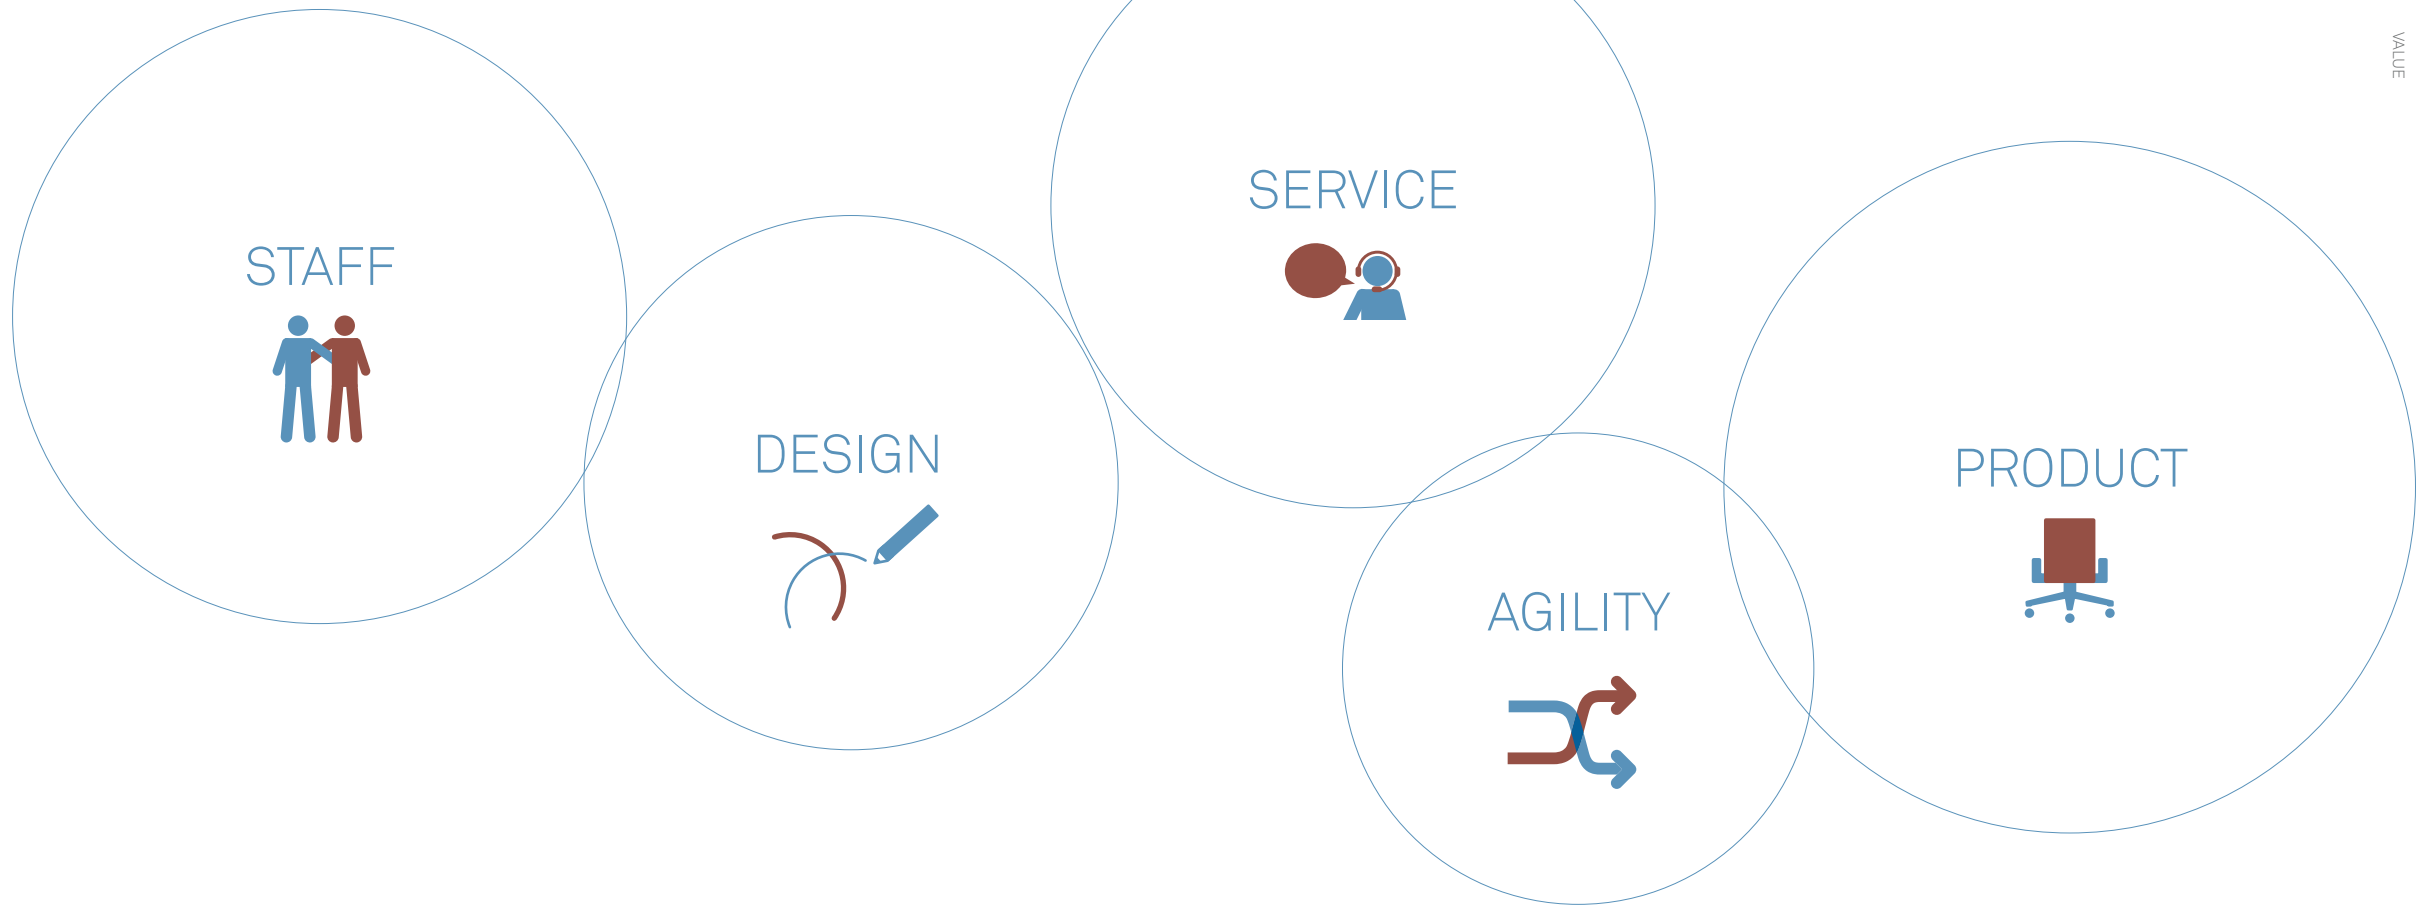 STAFF
DESIGN
SERVICE
AGILITY
PRODUCT
VALUE